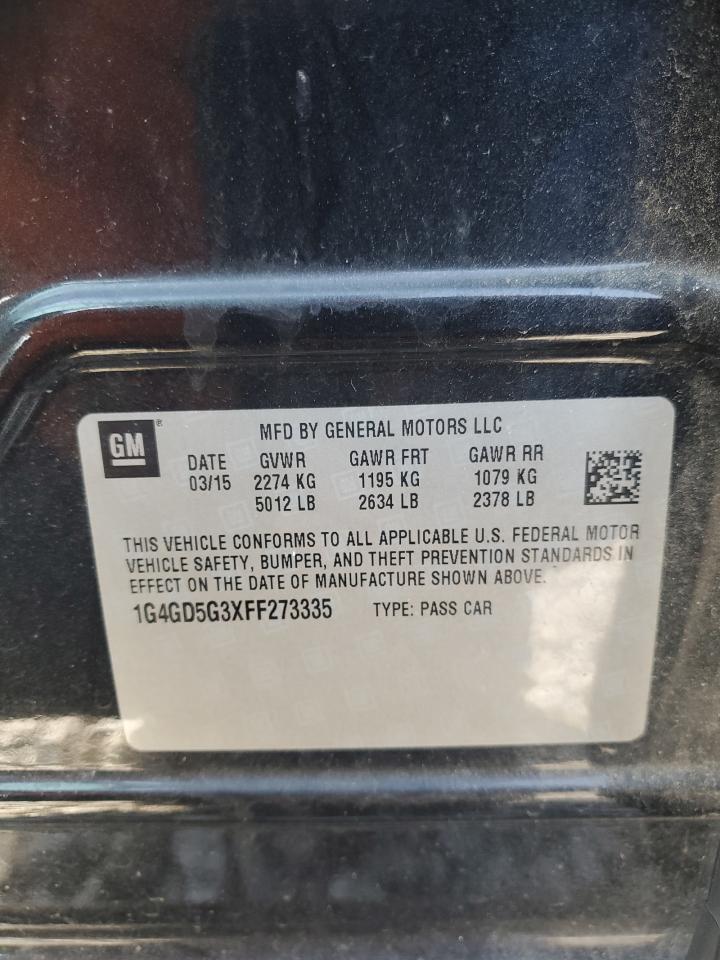 GM®
MFD BY GENERAL MOTORS LLC
DATE GVWR GAWR FRT GAWR RR
03/15 2274 KG 1195 KG 1079 KG
5012 LB 2634 LB 2378 LB
THIS VEHICLE CONFORMS TO ALL APPLICABLE U.S. FEDERAL MOTOR
VEHICLE SAFETY, BUMPER, AND THEFT PREVENTION STANDARDS IN
EFFECT ON THE DATE OF MANUFACTURE SHOWN ABOVE.
1G4GD5G3XFF273335 TYPE: PASS CAR